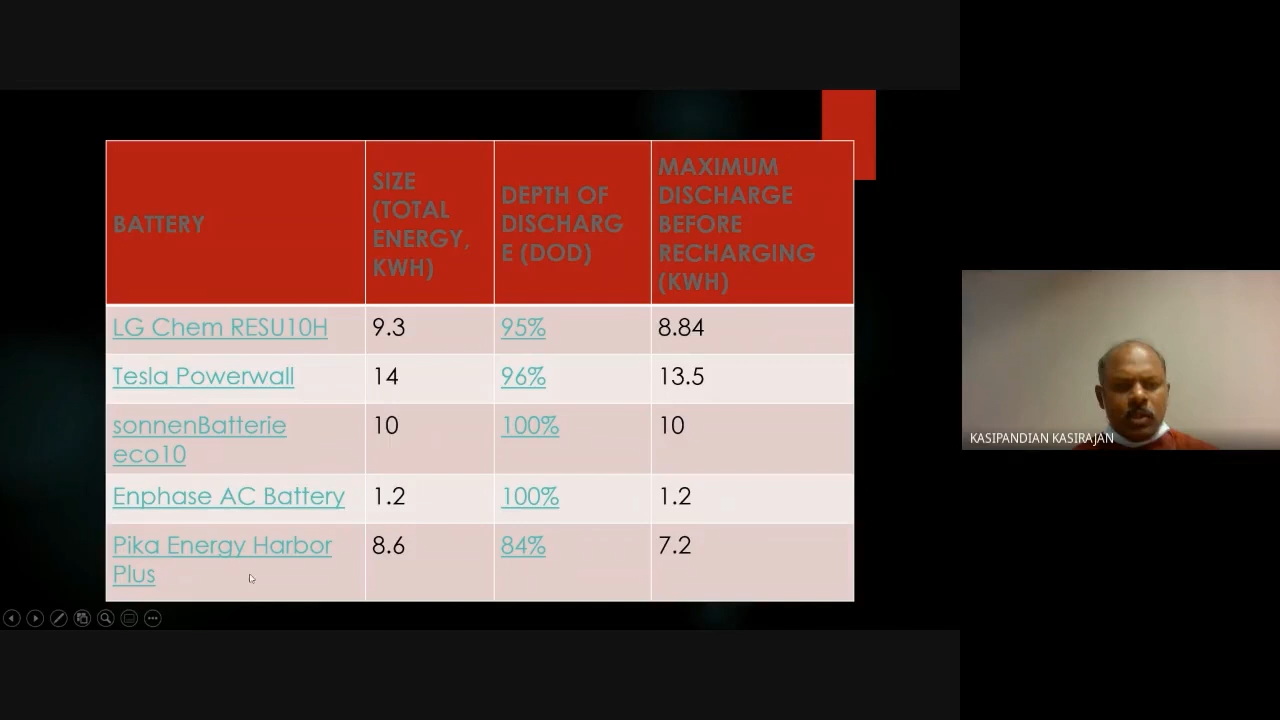 BATTERY
SIZE
(TOTAL
ENERGY,
KWH)
DEPTH OF
DISCHARG
E (DOD)
MAXIMUM
DISCHARGE
BEFORE
RECHARGING
(KWH)
LG Chem RESU10H
9.3
95%
8.84
Tesla Powerwall
14
96%
13.5
sonnenBatterie
eco10
10
100%
10
Enphase AC Battery
1.2
100%
1.2
Pika Energy Harbor
Plus
8.6
84%
7.2
KASIPANDIAN KASIRAJAN